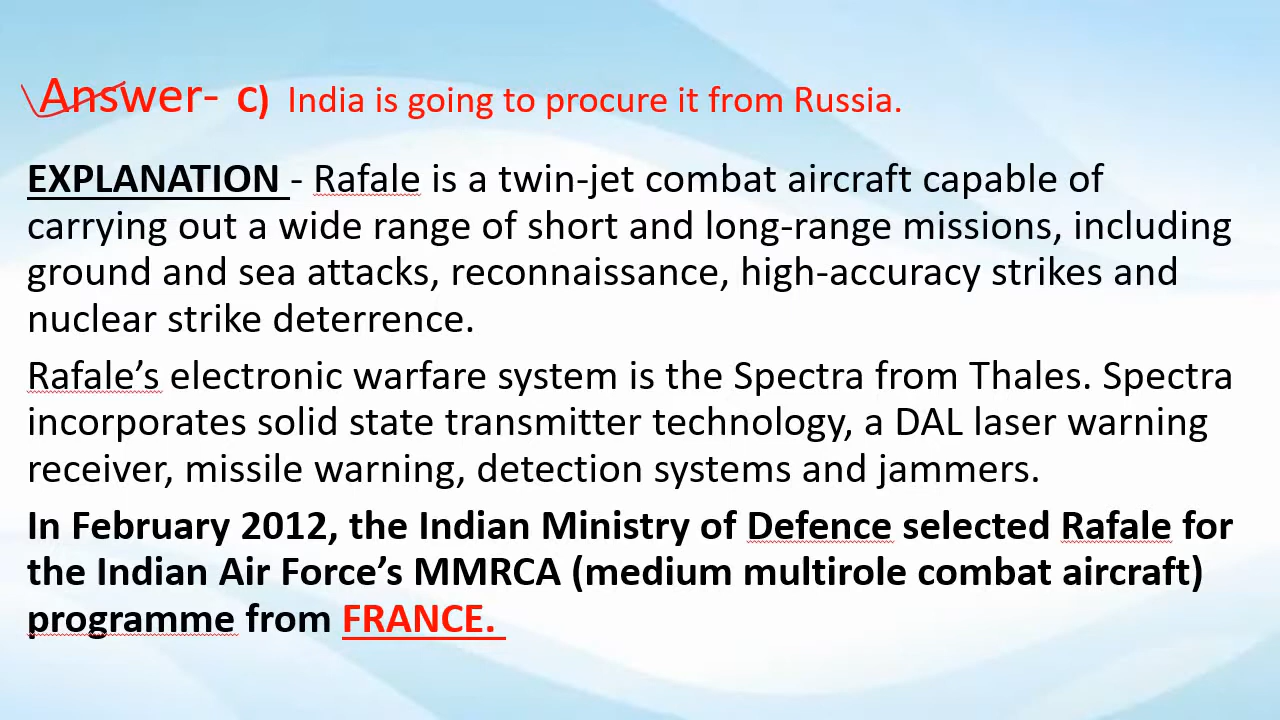 Answer- C) India is going to procure it from Russia.
EXPLANATION - Rafale is a twin-jet combat aircraft capable of
carrying out a wide range of short and long-range missions, including
ground and sea attacks, reconnaissance, high-accuracy strikes and
nuclear strike deterrence.
Rafale’s electronic warfare system is the Spectra from Thales. Spectra
incorporates solid state transmitter technology, a DAL laser warning
receiver, missile warning, detection systems and jammers.
In February 2012, the Indian Ministry of Defence selected Rafale for
the Indian Air Force’s MMRCA (medium multirole combat aircraft)
programme from FRANCE.